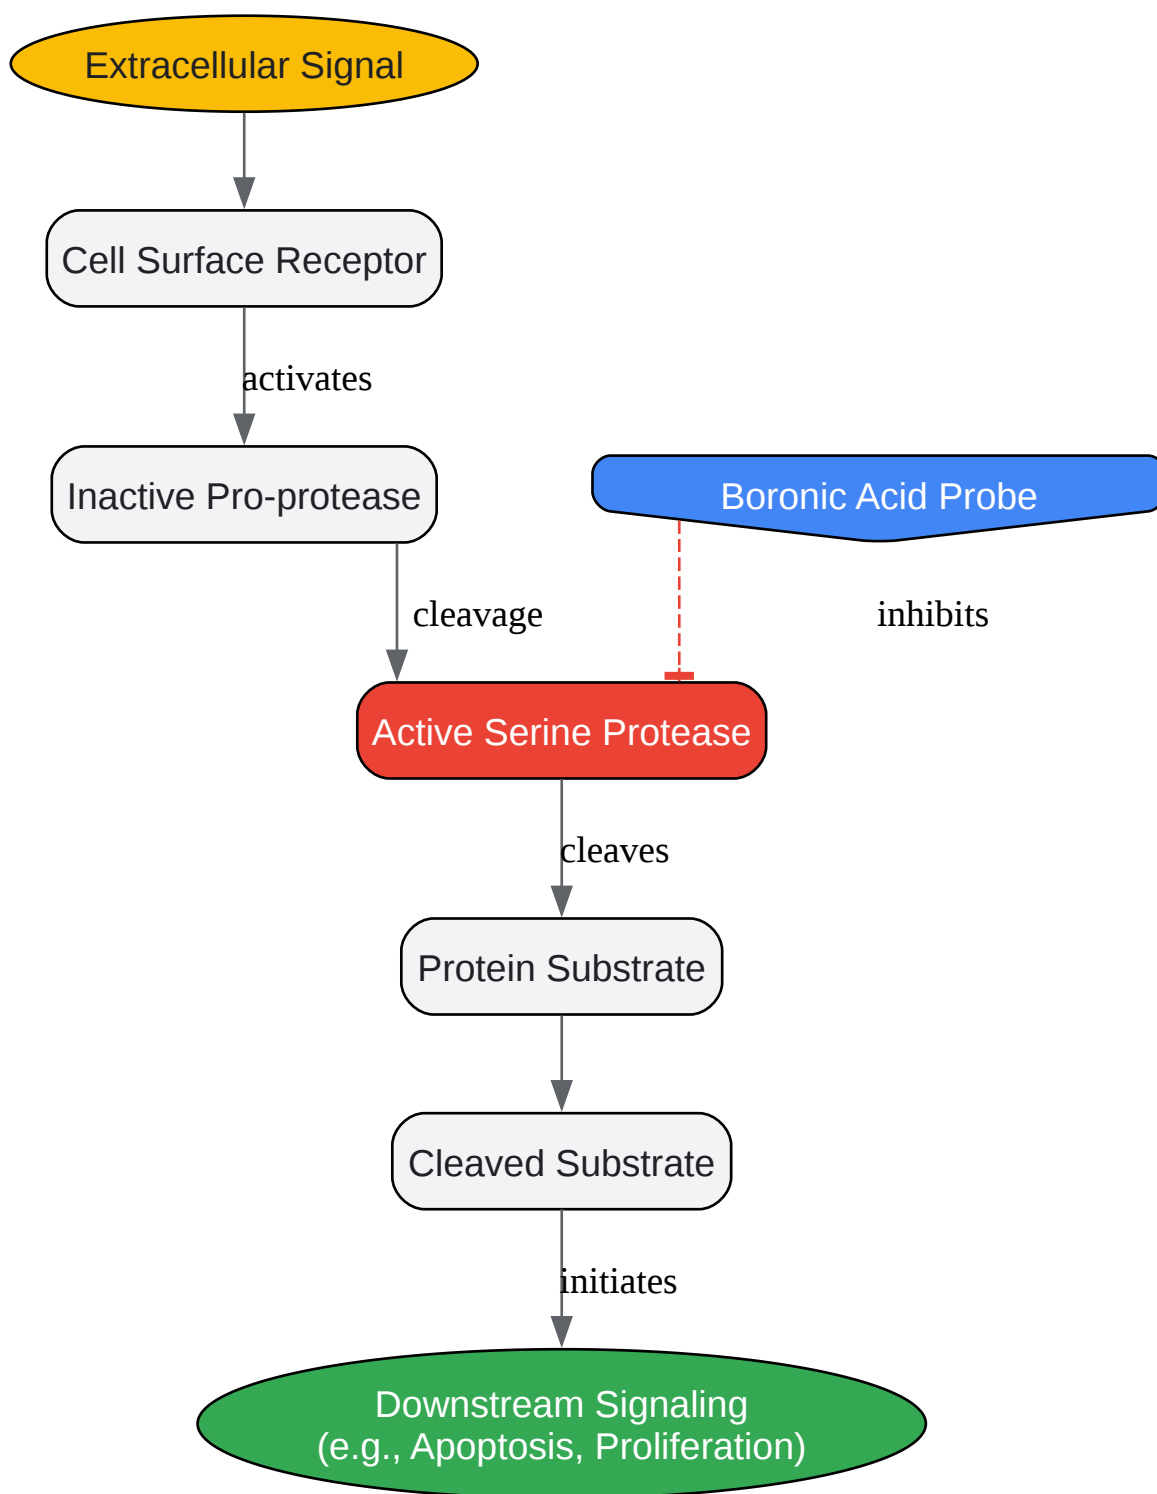 Extracellular Signal
Cell Surface Receptor
activates
Inactive Pro-protease
Boronic Acid Probe
cleavage
inhibits
Active Serine Protease
cleaves
Protein Substrate
Cleaved Substrate
initiates
Downstream Signaling
(e.g., Apoptosis, Proliferation)